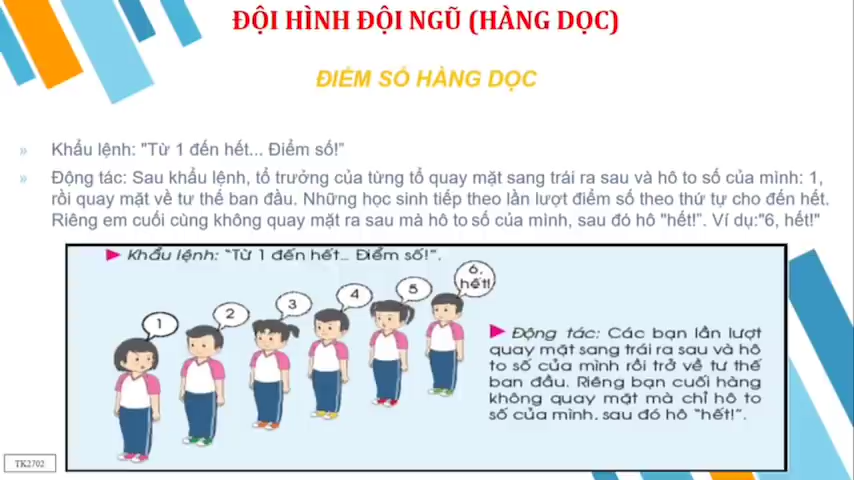 ĐỘI HÌNH ĐỘI NGŨ (HÀNG DỌC)
ĐIỂM SỐ HÀNG DỌC
» Khẩu lệnh: "Từ 1 đến hết... Điểm số!"
» Động tác: Sau khẩu lệnh, tổ trưởng của từng tổ quay mặt sang trái ra sau và hô to số của mình: 1,
rồi quay mặt về tư thế ban đầu. Những học sinh tiếp theo lần lượt điểm số theo thứ tự cho đến hết.
Riêng em cuối cùng không quay mặt ra sau mà hô to số của mình, sau đó hô "hết!". Ví dụ:"6, hết!"
Khẩu lệnh: "Từ 1 đến hết... Điểm số!".
1
2
3
4
5
6,
hết!
Động tác: Các bạn lần lượt
quay mặt sang trái ra sau và hô
to số của mình rồi trở về tư thế
ban đầu. Riêng bạn cuối hàng
không quay mặt mà chỉ hô to
số của mình, sau đó hô "hết!".
TK2702